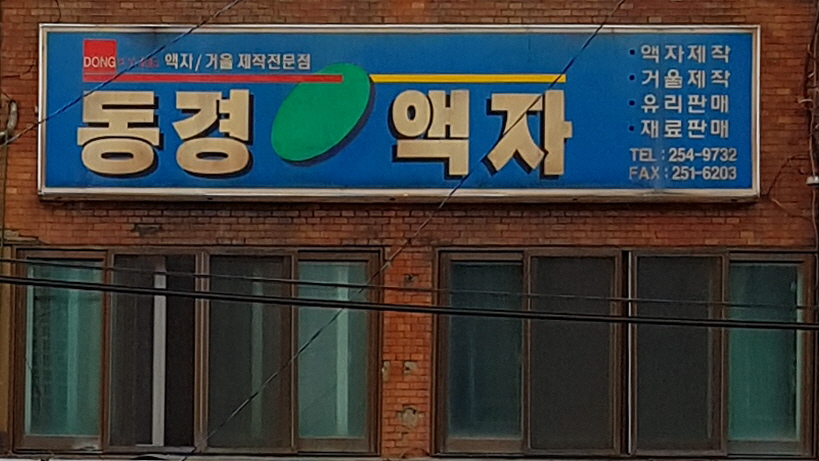 DONG 액자/거울 제작전문점
동경 액자
·액자제작
·거울제작
·유리판매
·재료판매
TEL : 254-9732
FAX : 251-6203